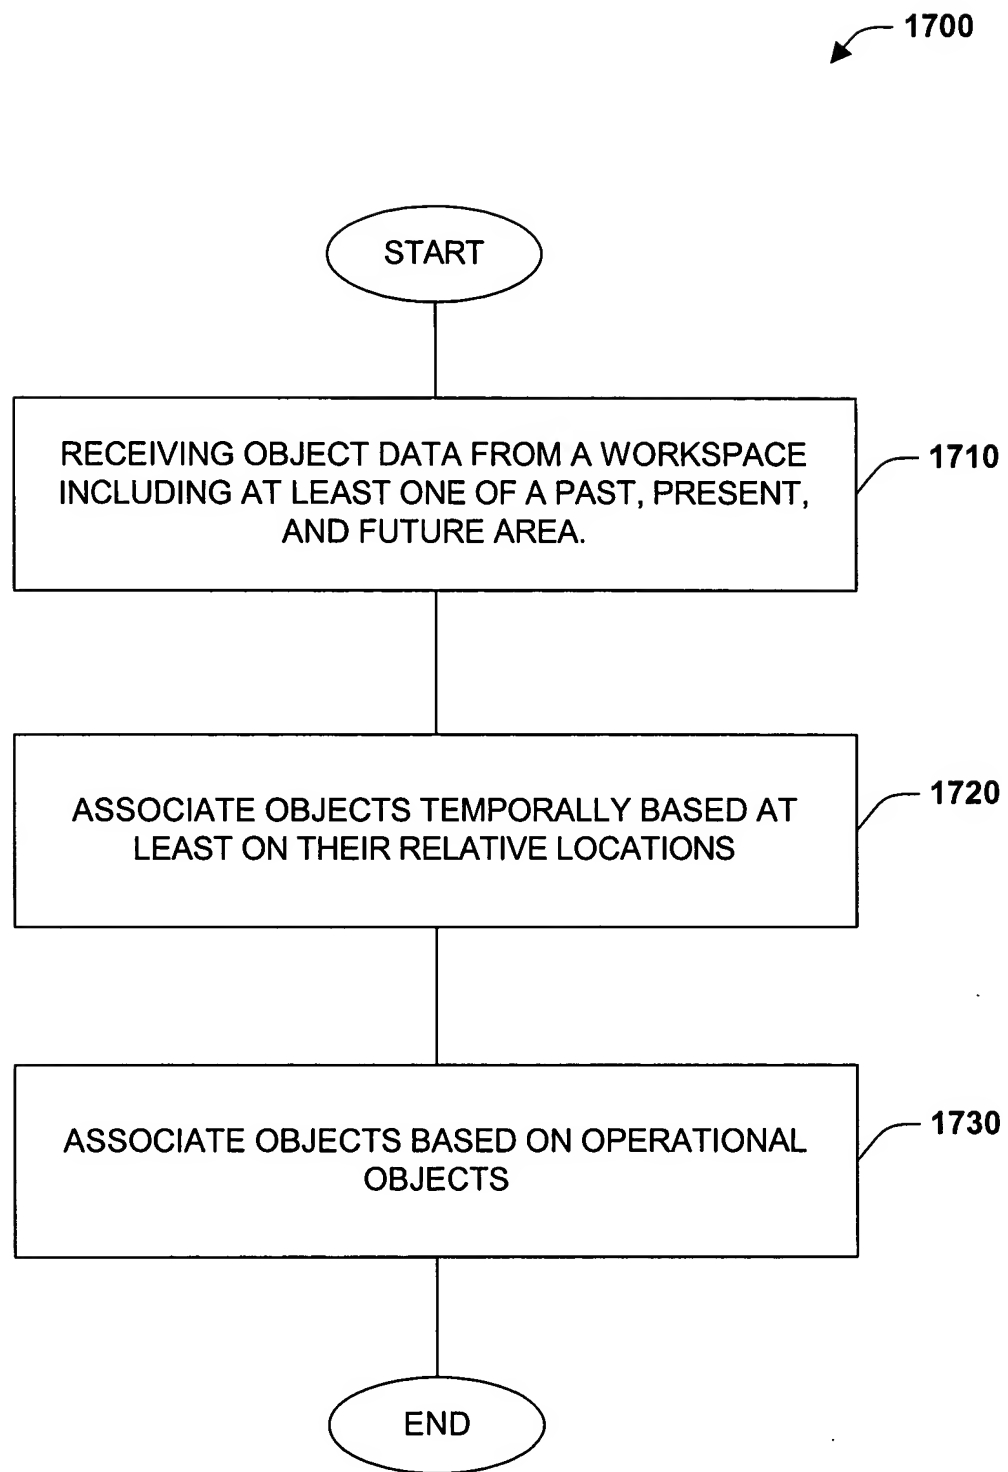 1700
START
RECEIVING OBJECT DATA FROM A WORKSPACE
INCLUDING AT LEAST ONE OF A PAST, PRESENT,
AND FUTURE AREA.
1710
ASSOCIATE OBJECTS TEMPORALLY BASED AT
LEAST ON THEIR RELATIVE LOCATIONS
1720
ASSOCIATE OBJECTS BASED ON OPERATIONAL
OBJECTS
1730
END